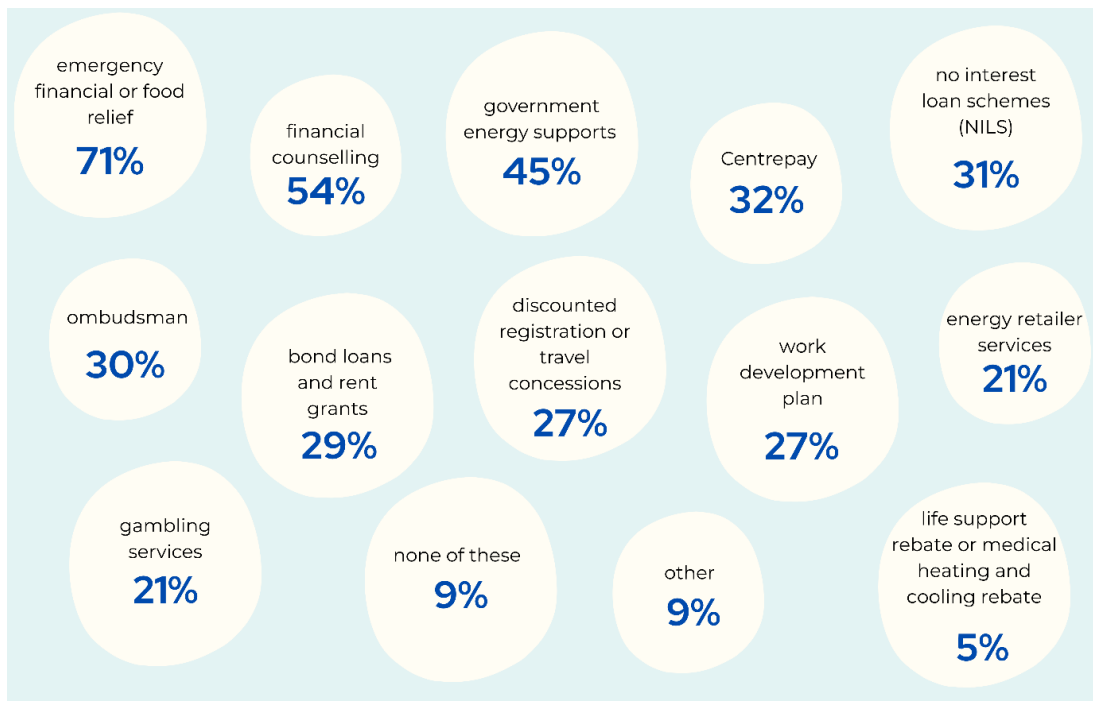 emergency
financial or food
relief
71%
financial
counselling
54%
government
energy supports
45%
Centrepay
32%
no interest
loan schemes
(NILS)
31%
ombudsman
30%
bond loans
and rent
grants
29%
discounted
registration or
travel
concessions
27%
work
development
plan
27%
energy retailer
services
21%
gambling
services
21%
none of these
9%
other
9%
life support
rebate or medical
heating and
cooling rebate
5%